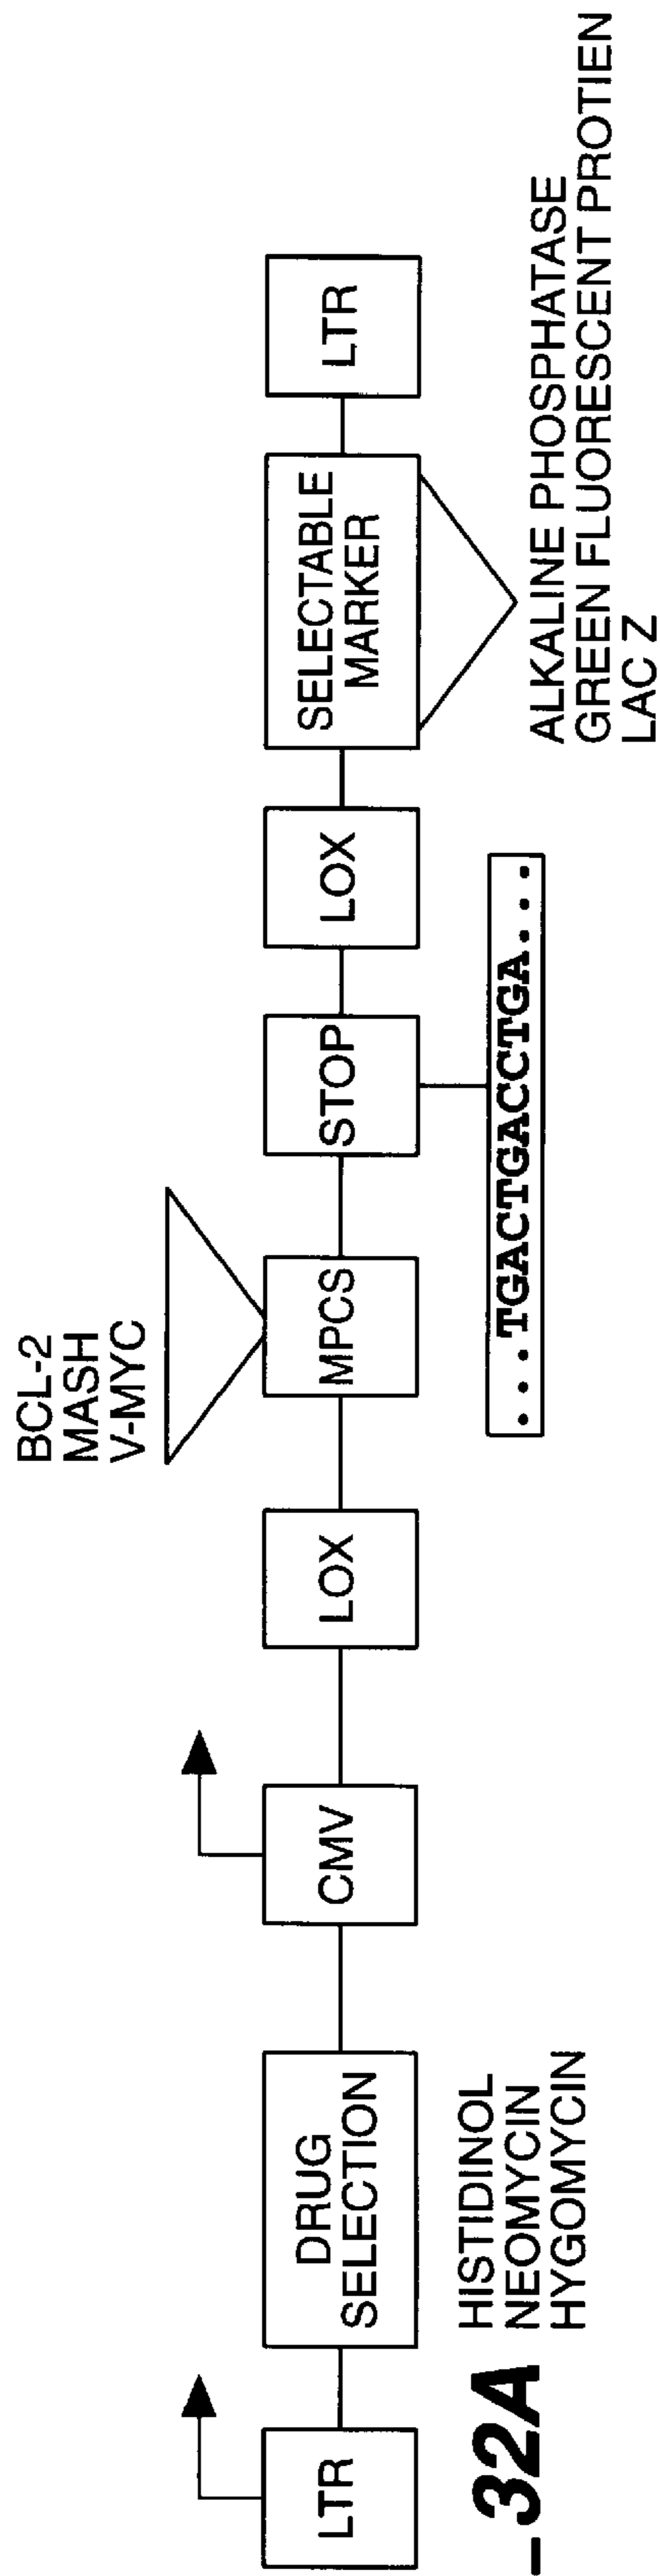 BCL-2
MASH
V-MYC
LTR
DRUG
SELECTION
CMV
LOX
MPCS
STOP
LOX
SELECTABLE
MARKER
LTR
HISTIDINOL
NEOMYCIN
HYGOMYCIN
...TGACTGACCTGA...
ALKALINE PHOSPHATASE
GREEN FLUORESCENT PROTIEN
LAC Z
_32A